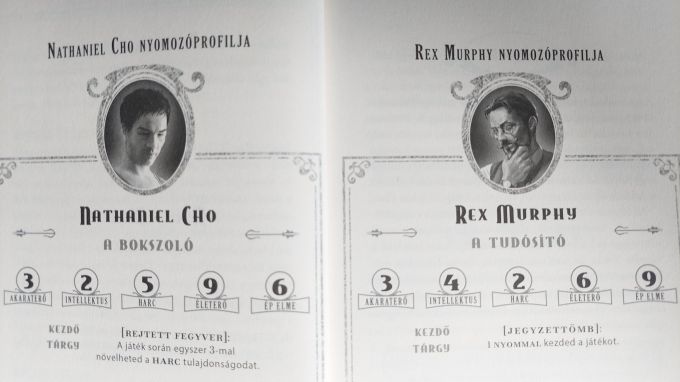 Nathaniel Cho nyomozóprofilja
Nathaniel Cho
A bokszoló
3 2 5 9 6
Akaraterő Intellektus Harc Életerő Ép elme
Kezdő tárgy
[Rejtett fegyver]:
A játék során egyszer 3-mal
növelheted a harc tulajdonságodat.
Rex Murphy nyomozóprofilja
Rex Murphy
A tudósító
3 4 2 6 9
Akaraterő Intellektus Harc Életerő Ép elme
Kezdő tárgy
[Jegyzettömb]:
1 nyommal kezded a játékot.